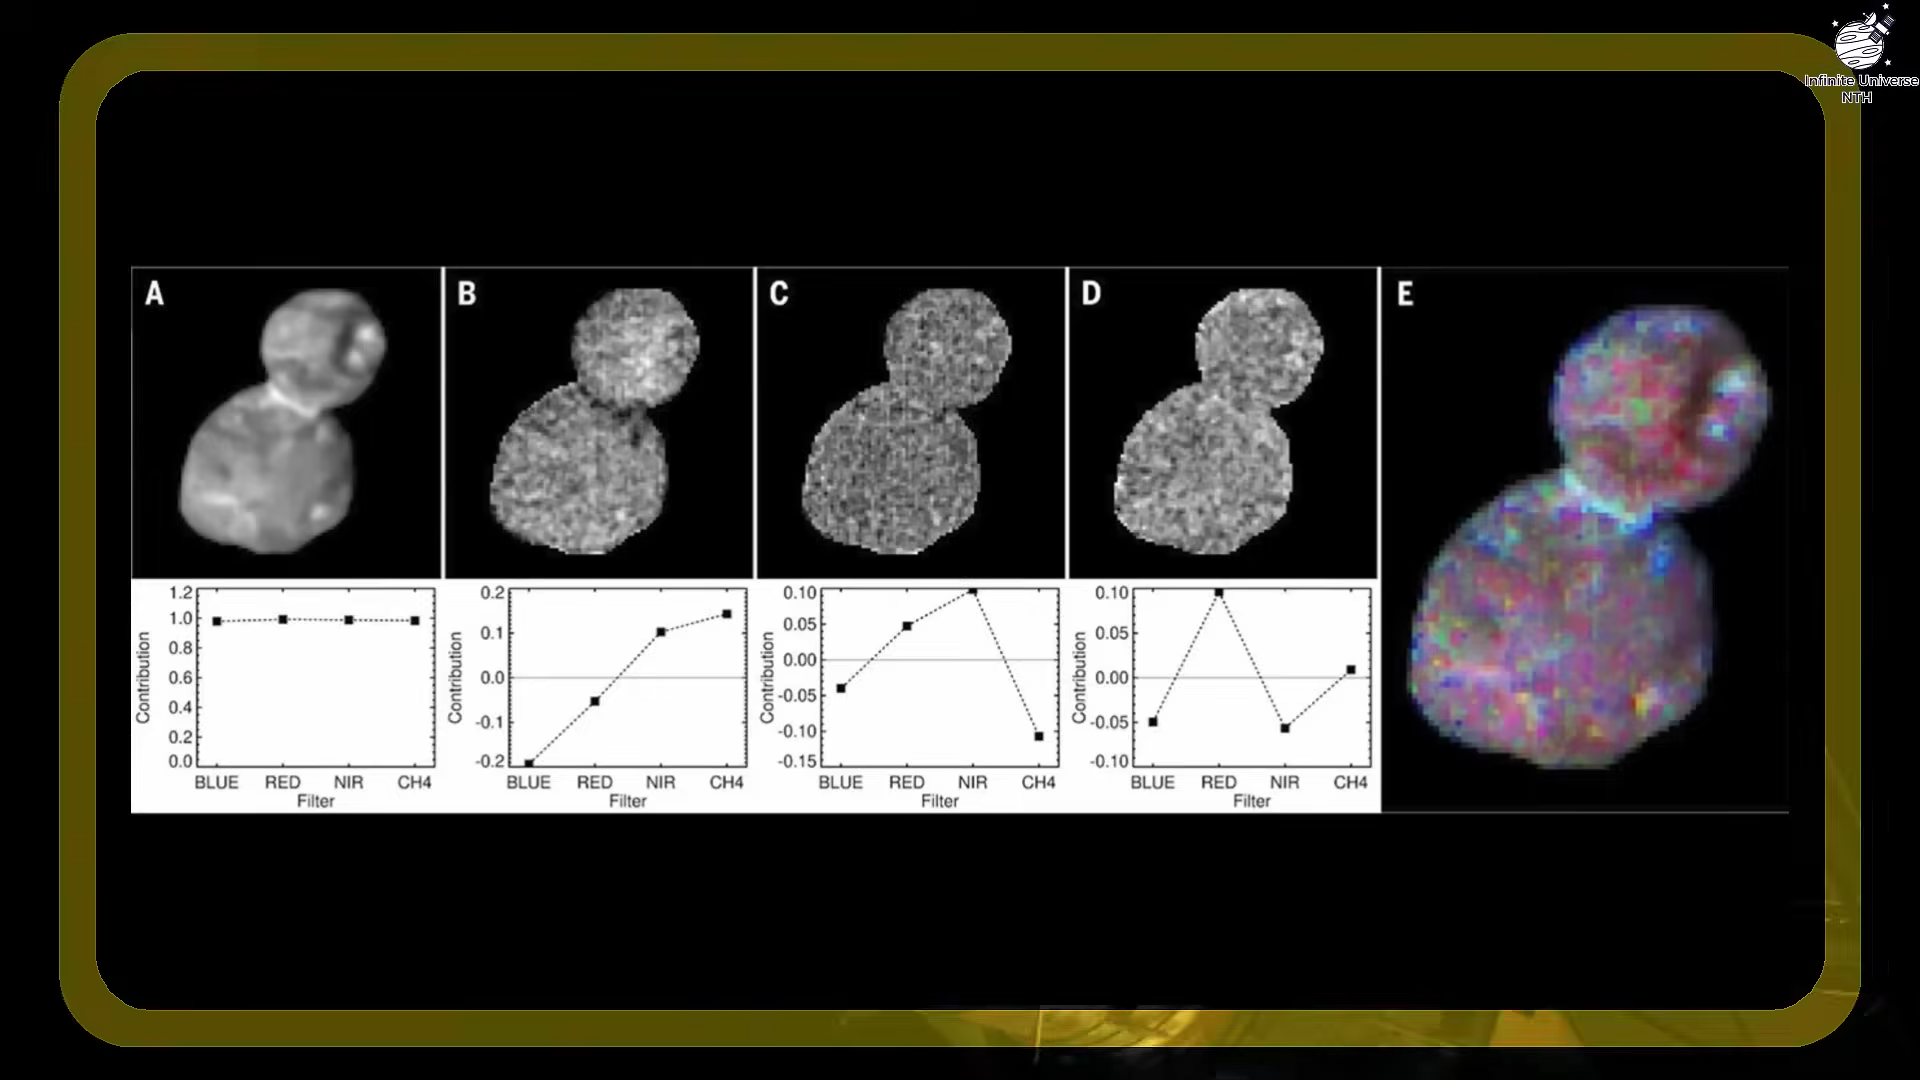 Infinite Universe
NTH
A
B
C
D
E
1.2
1.0
0.8
0.6
0.4
0.2
0.0
Contribution
BLUE RED NIR CH4
Filter
0.2
0.1
0.0
-0.1
-0.2
Contribution
BLUE RED NIR CH4
Filter
0.10
0.05
0.00
-0.05
-0.10
-0.15
Contribution
BLUE RED NIR CH4
Filter
0.10
0.05
0.00
-0.05
-0.10
Contribution
BLUE RED NIR CH4
Filter